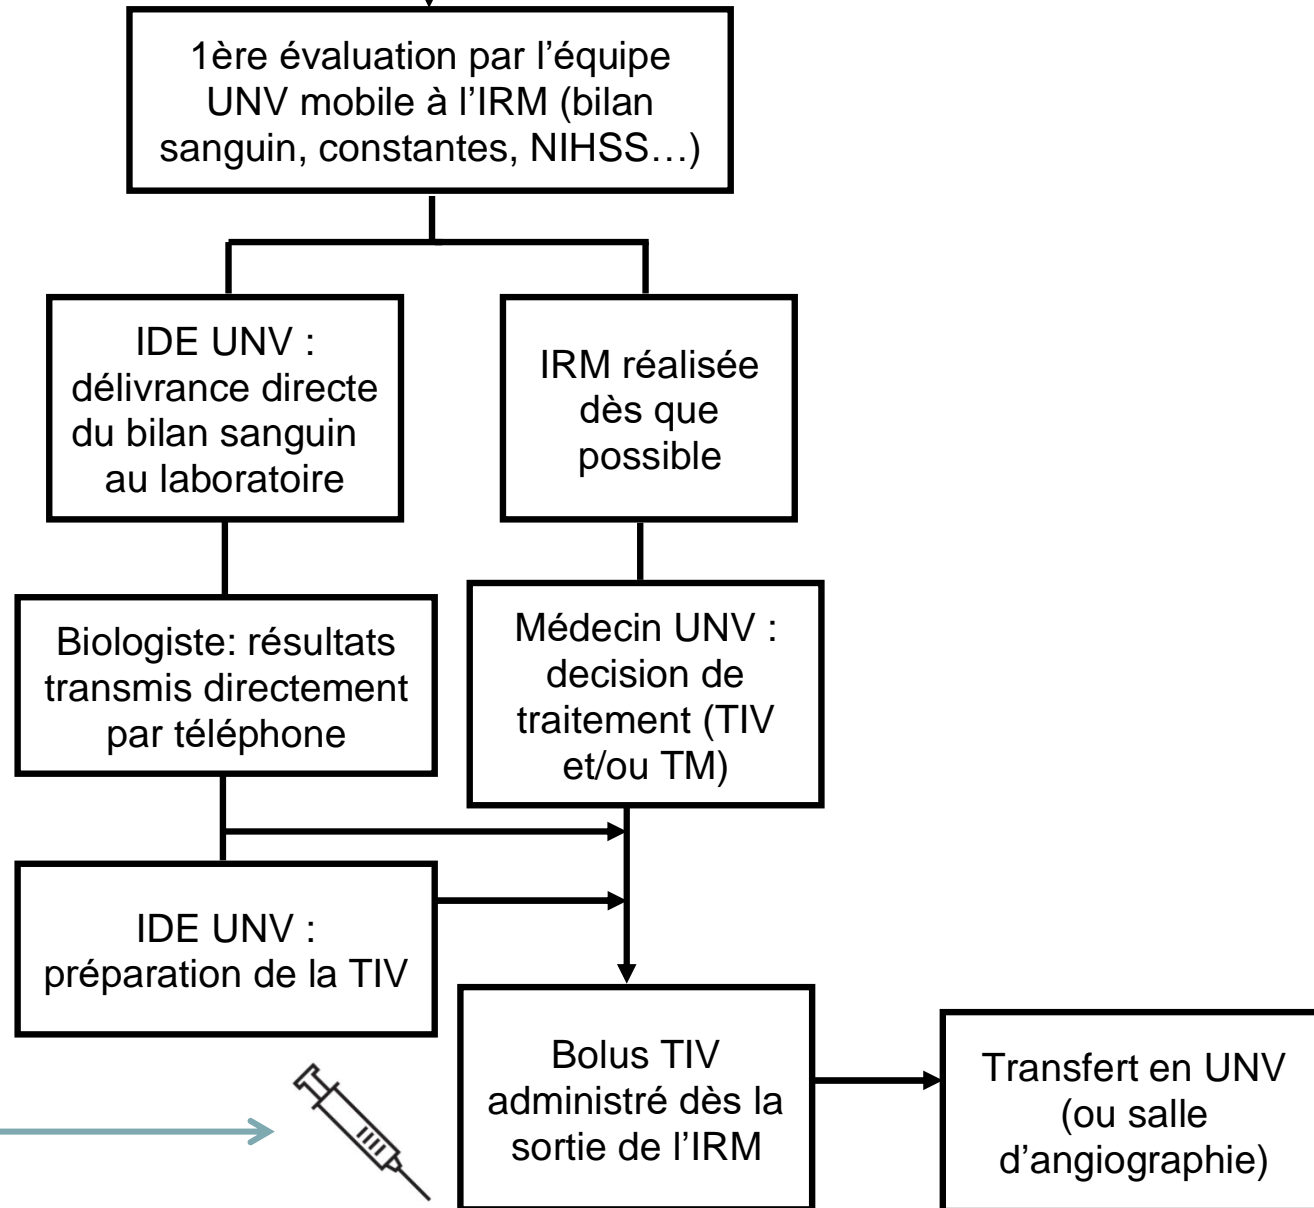 1ère évaluation par l’équipe
UNV mobile à l’IRM (bilan
sanguin, constantes, NIHSS…)
IDE UNV :
délivrance directe
du bilan sanguin
au laboratoire
IRM réalisée
dès que
possible
Biologiste: résultats
transmis directement
par téléphone
Médecin UNV :
decision de
traitement (TIV
et/ou TM)
IDE UNV :
préparation de la TIV
Bolus TIV
administré dès la
sortie de l’IRM
Transfert en UNV
(ou salle
d’angiographie)